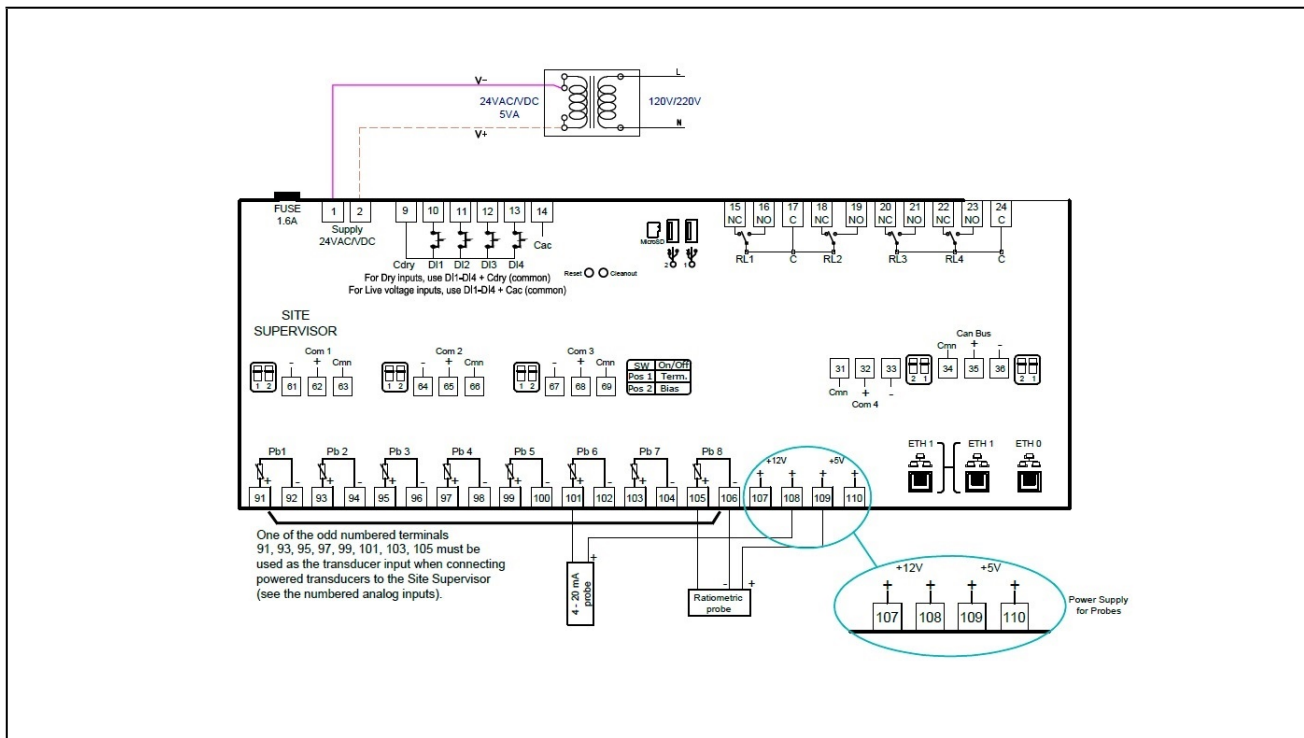 L
V-
24VAC/VDC
5VA
120V/220V
N
V+
FUSE
1.6A
1 2
Supply
24VAC/VDC
9 10 11 12 13 14
Cac
Cdry DI1 DI2 DI3 DI4
For Dry inputs, use DI1-DI4 + Cdry (common)
For Live voltage inputs, use DI1-DI4 + Cac (common)
MicroSD
2 1
Reset Cleanout
15 16 17 18 19 20 21 22 23 24
NC NO C NC NO NC NO NC NO C
RL1 C RL2 RL3 RL4 C
SITE
SUPERVISOR
Com 1
- + Cmn
1 2 61 62 63
Com 2
- + Cmn
1 2 64 65 66
Com 3
- + Cmn
1 2 67 68 69
SW On/Off
Pos 1 Term.
Pos 2 Bias
31 32 33
Cmn + -
Com 4
2 1
Can Bus
Cmn + -
34 35 36
2 1
Pb1 Pb 2 Pb 3 Pb 4 Pb 5 Pb 6 Pb 7 Pb 8
+ - + - + - + - + - + - + - + -
91 92 93 94 95 96 97 98 99 100 101 102 103 104 105 106
+12V +5V
+ + + +
107 108 109 110
ETH 1 ETH 1 ETH 0
One of the odd numbered terminals
91, 93, 95, 97, 99, 101, 103, 105 must be
used as the transducer input when connecting
powered transducers to the Site Supervisor
(see the numbered analog inputs).
+
4 - 20 mA
probe
- +
Ratiometric
probe
+12V +5V
+ + + +
107 108 109 110
Power Supply
for Probes